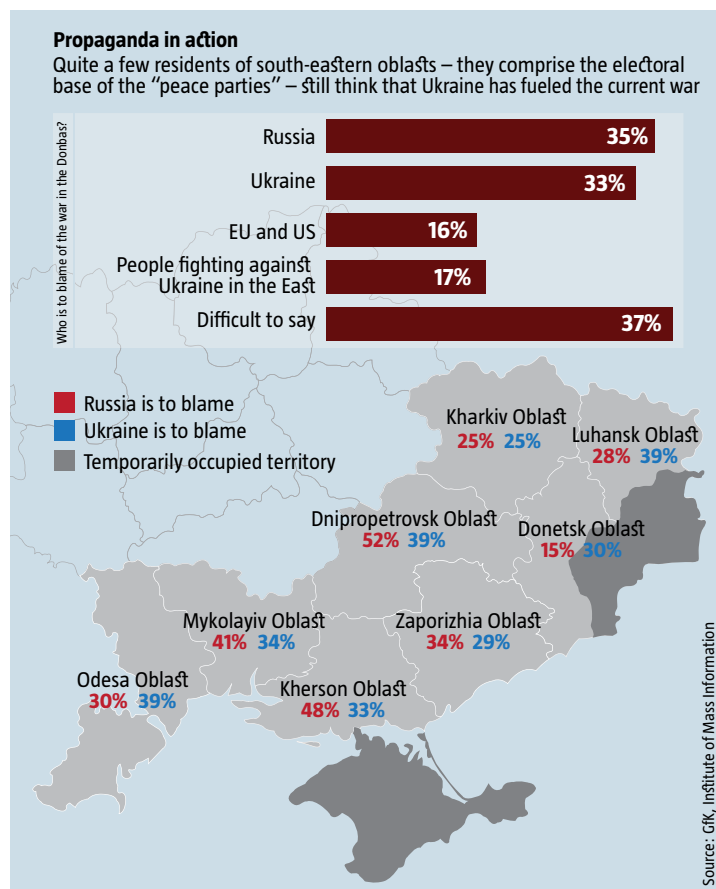 Propaganda in action
Quite a few residents of south-eastern oblasts – they comprise the electoral
base of the “peace parties” – still think that Ukraine has fueled the current war
Who is to blame of the war in the Donbas?
Russia
35%
Ukraine
33%
EU and US
16%
People fighting against
Ukraine in the East
17%
Difficult to say
37%
Russia is to blame
Ukraine is to blame
Temporarily occupied territory
Kharkiv Oblast
25% 25%
Luhansk Oblast
28% 39%
Dnipropetrovsk Oblast
52% 39%
Donetsk Oblast
15% 30%
Mykolayiv Oblast
41% 34%
Zaporizhia Oblast
34% 29%
Odesa Oblast
30% 39%
Kherson Oblast
48% 33%
Source: GfK, Institute of Mass Information